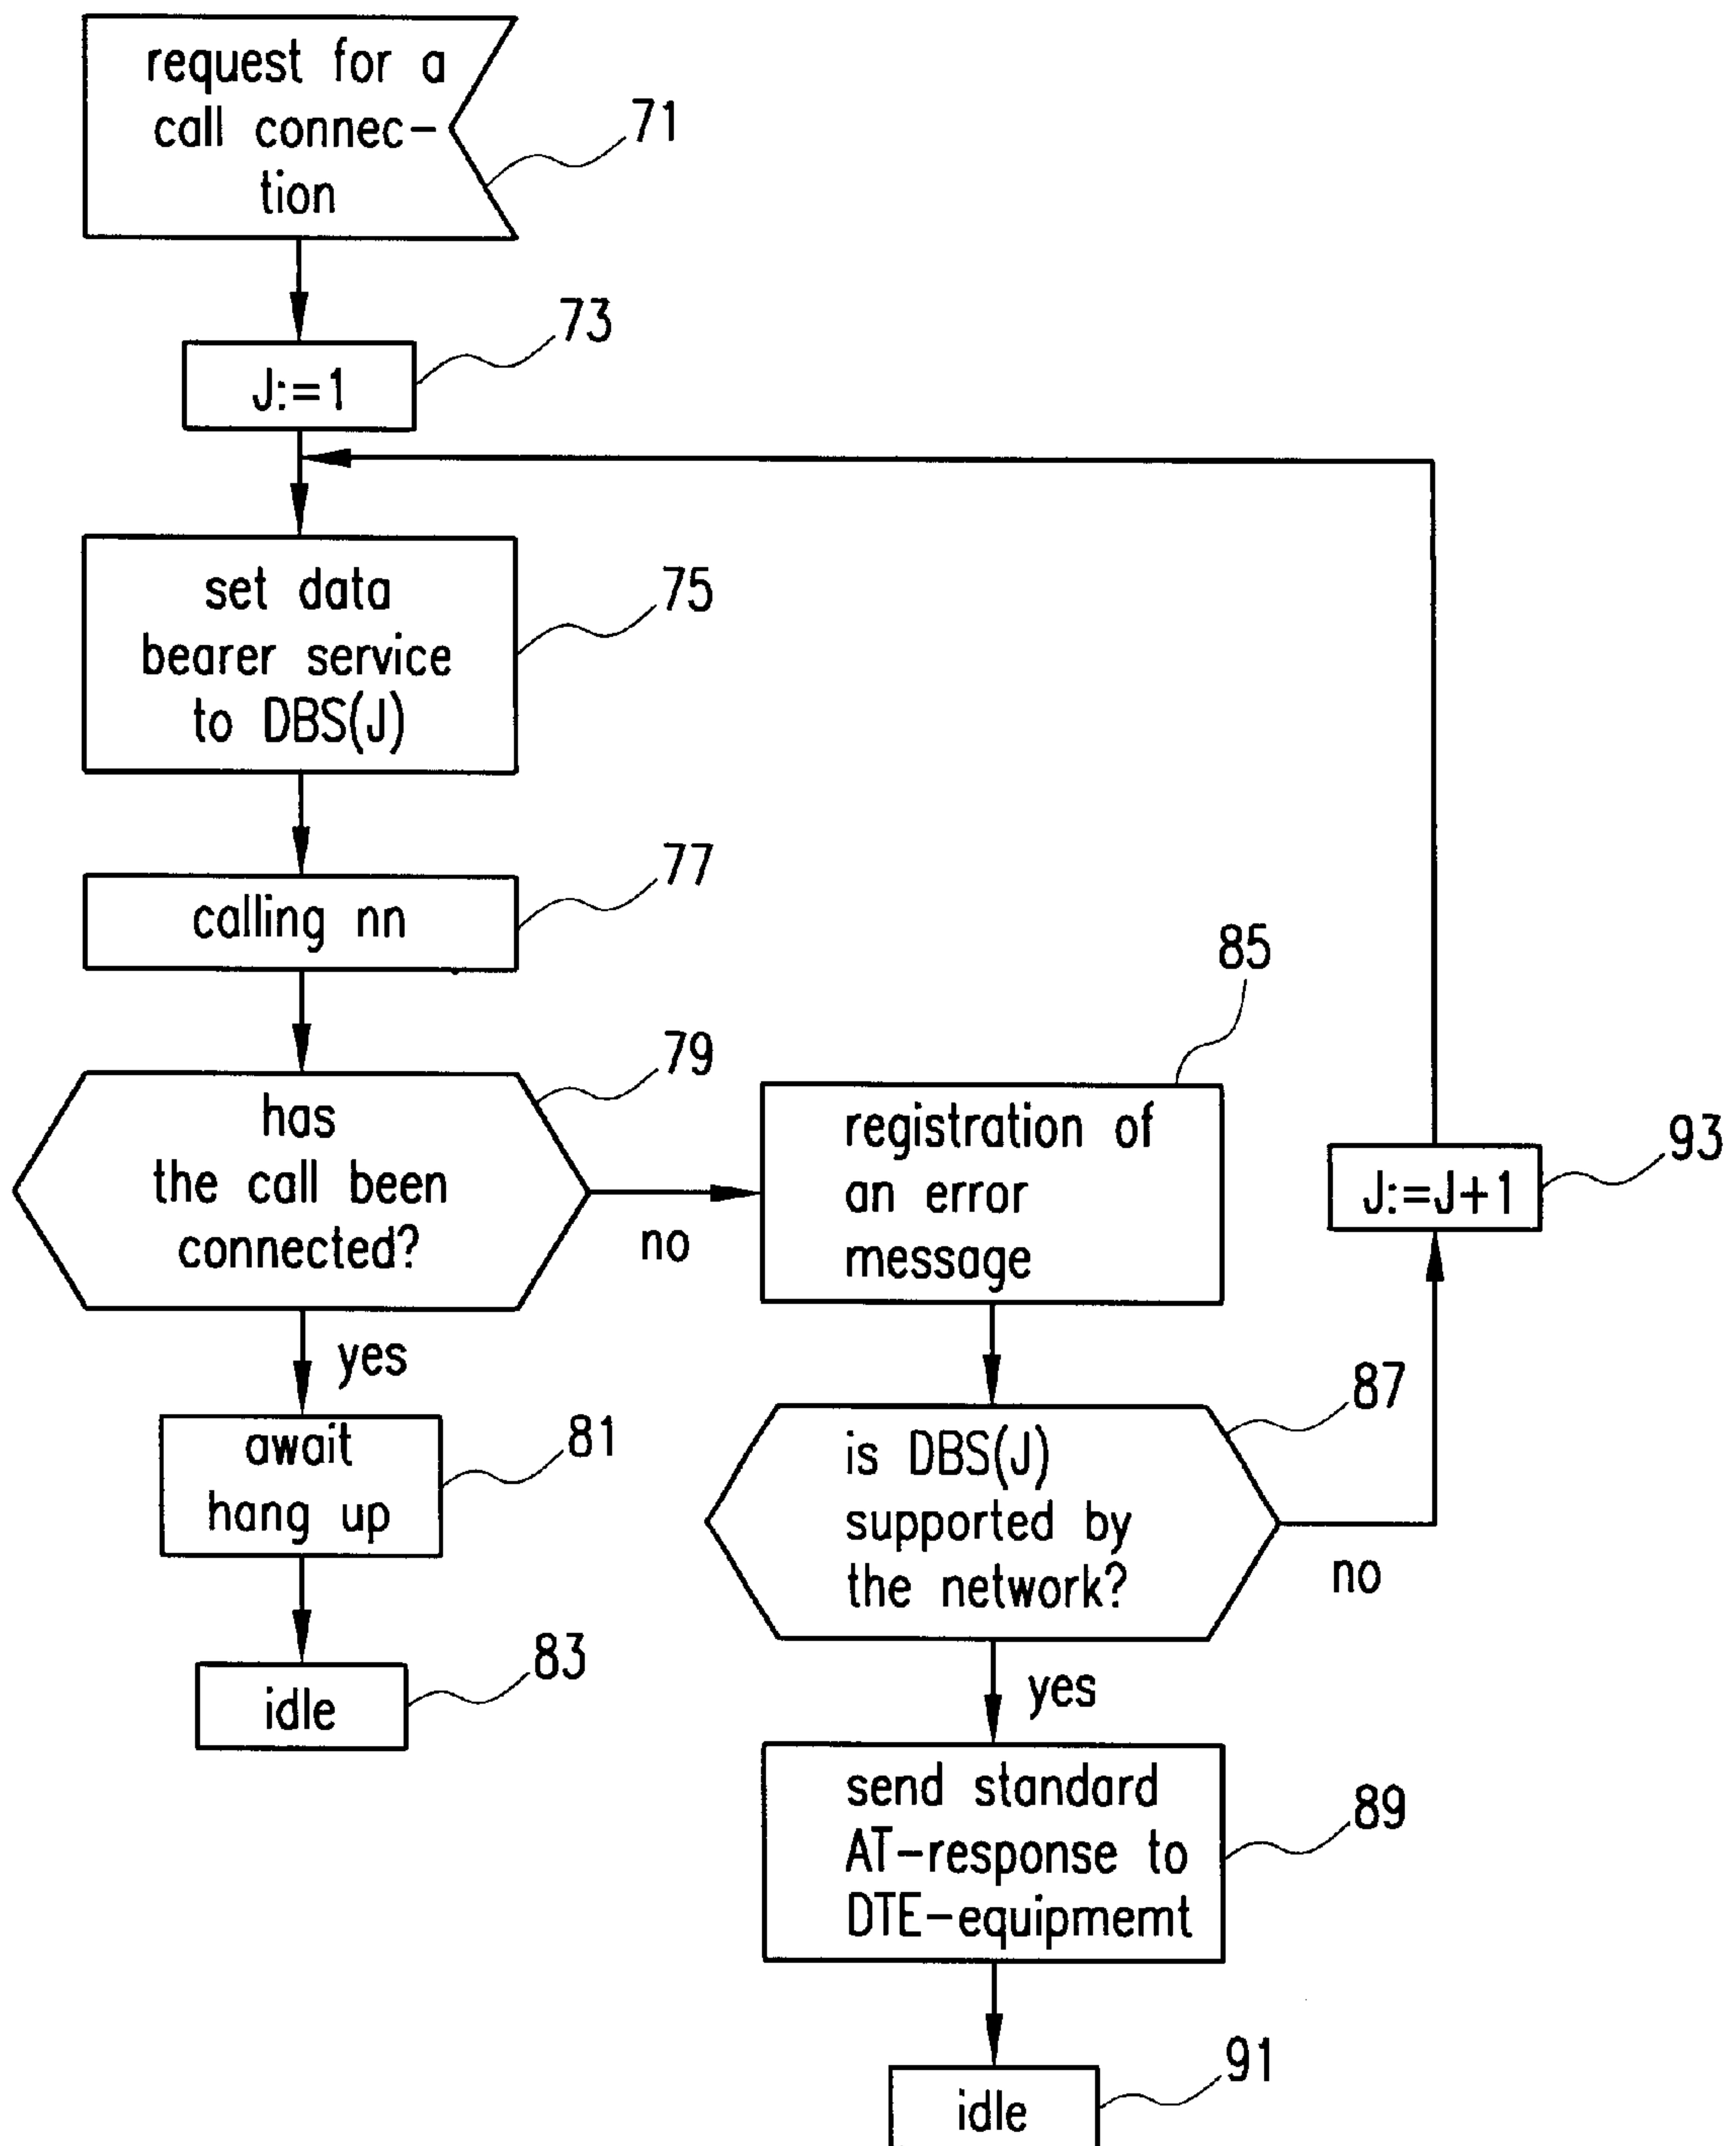 request for a
call connec-
tion
71
73
J:=1
set data
bearer service
to DBS(J)
75
calling nn
77
has
the call been
connected?
79
no
yes
registration of
an error
message
85
J:=J+1
93
await
hang up
81
is DBS(J)
supported by
the network?
87
no
yes
idle
83
send standard
AT-response to
DTE-equipmemt
89
idle
91